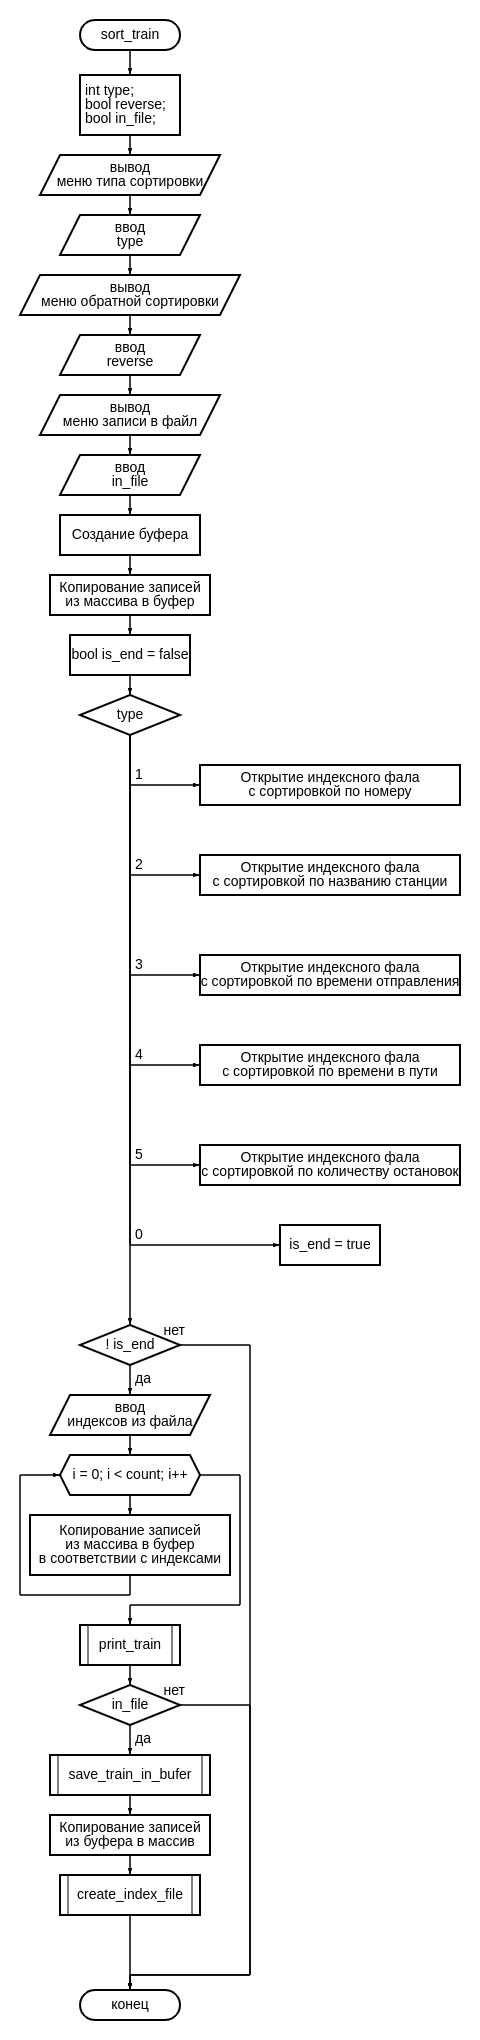 sort_train
int type;
bool reverse;
bool in_file;
вывод
меню типа сортировки
ввод
type
вывод
меню обратной сортировки
ввод
reverse
вывод
меню записи в файл
ввод
in_file
Создание буфера
Копирование записей
из массива в буфер
bool is_end = false
type
1
Открытие индексного фала
с сортировкой по номеру
2
Открытие индексного фала
с сортировкой по названию станции
3
Открытие индексного фала
с сортировкой по времени отправления
4
Открытие индексного фала
с сортировкой по времени в пути
5
Открытие индексного фала
с сортировкой по количеству остановок
0
is_end = true
! is_end
нет
да
ввод
индексов из файла
i = 0; i < count; i++
Копирование записей
из массива в буфер
в соответствии с индексами
print_train
in_file
нет
да
save_train_in_bufer
Копирование записей
из буфера в массив
create_index_file
конец